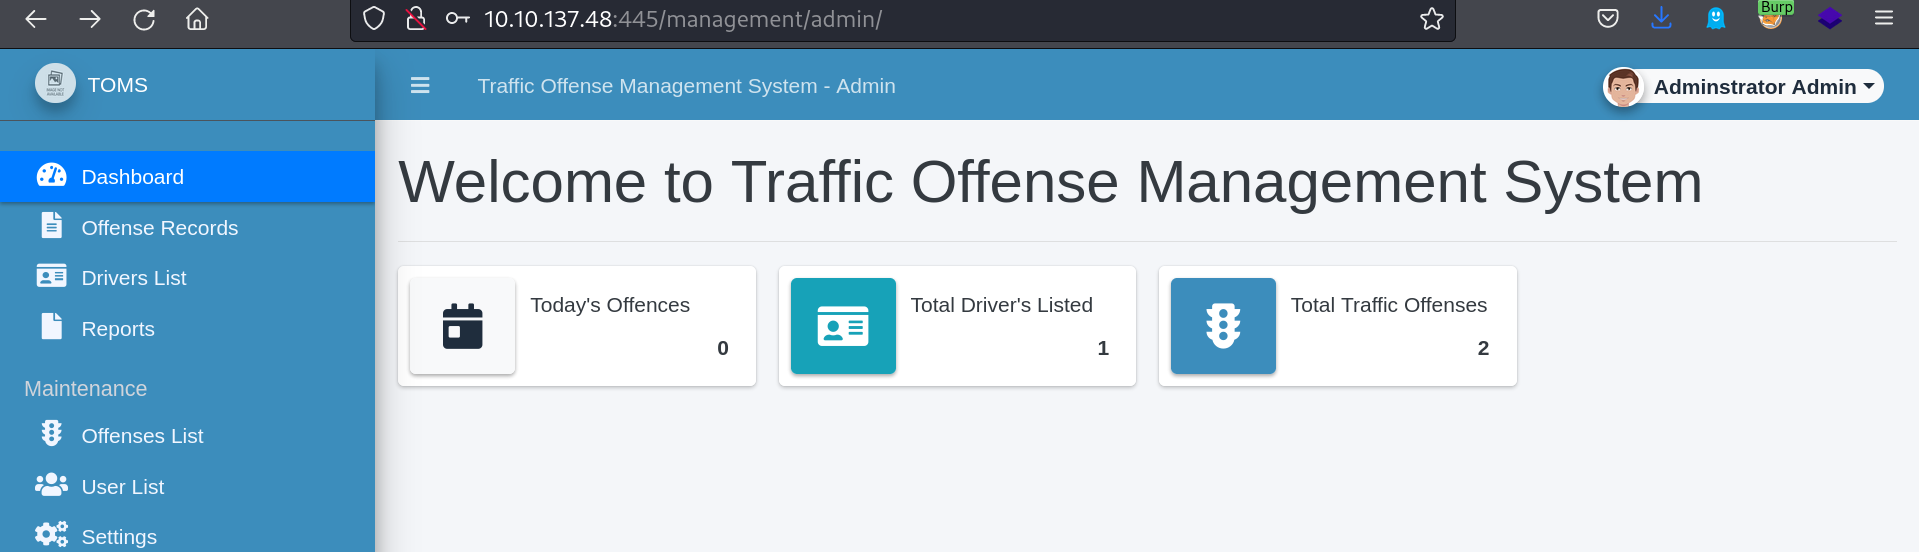 Burp
10.10.137.48:445/management/admin/
TOMS
Traffic Offense Management System - Admin
Adminstrator Admin
Dashboard
Offense Records
Drivers List
Reports
Maintenance
Offenses List
User List
Settings
Welcome to Traffic Offense Management System
Today's Offences
0
Total Driver's Listed
1
Total Traffic Offenses
2